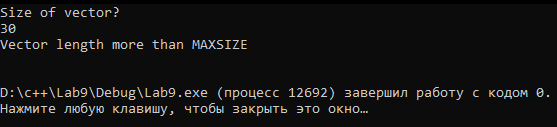 Size of vector?
30
Vector length more than MAXSIZE
D:\c++\Lab9\Debug\Lab9.exe (процесс 12692) завершил работу с кодом 0.
Нажмите любую клавишу, чтобы закрыть это окно…